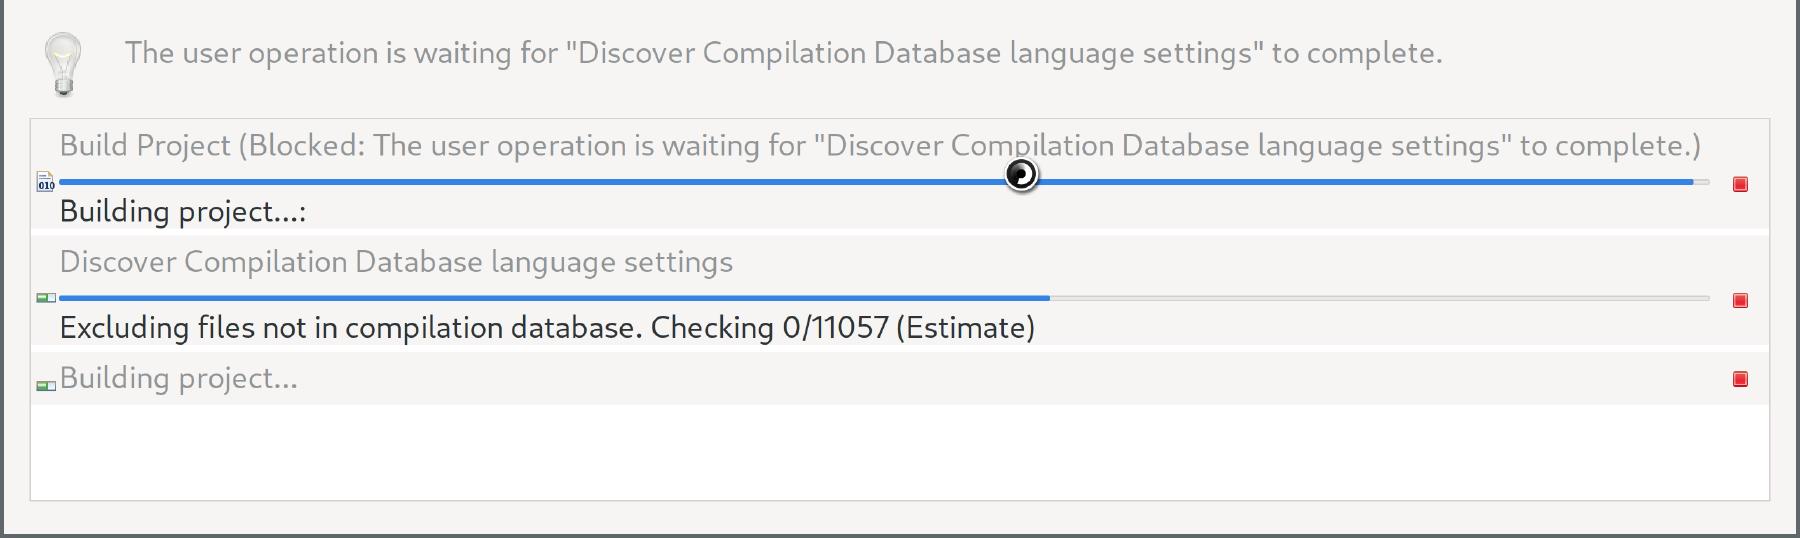 The user operation is waiting for "Discover Compilation Database language settings" to complete.
Build Project (Blocked: The user operation is waiting for "Discover Compilation Database language settings" to complete.)
010
Building project...:
Discover Compilation Database language settings
Excluding files not in compilation database. Checking 0/11057 (Estimate)
Building project...